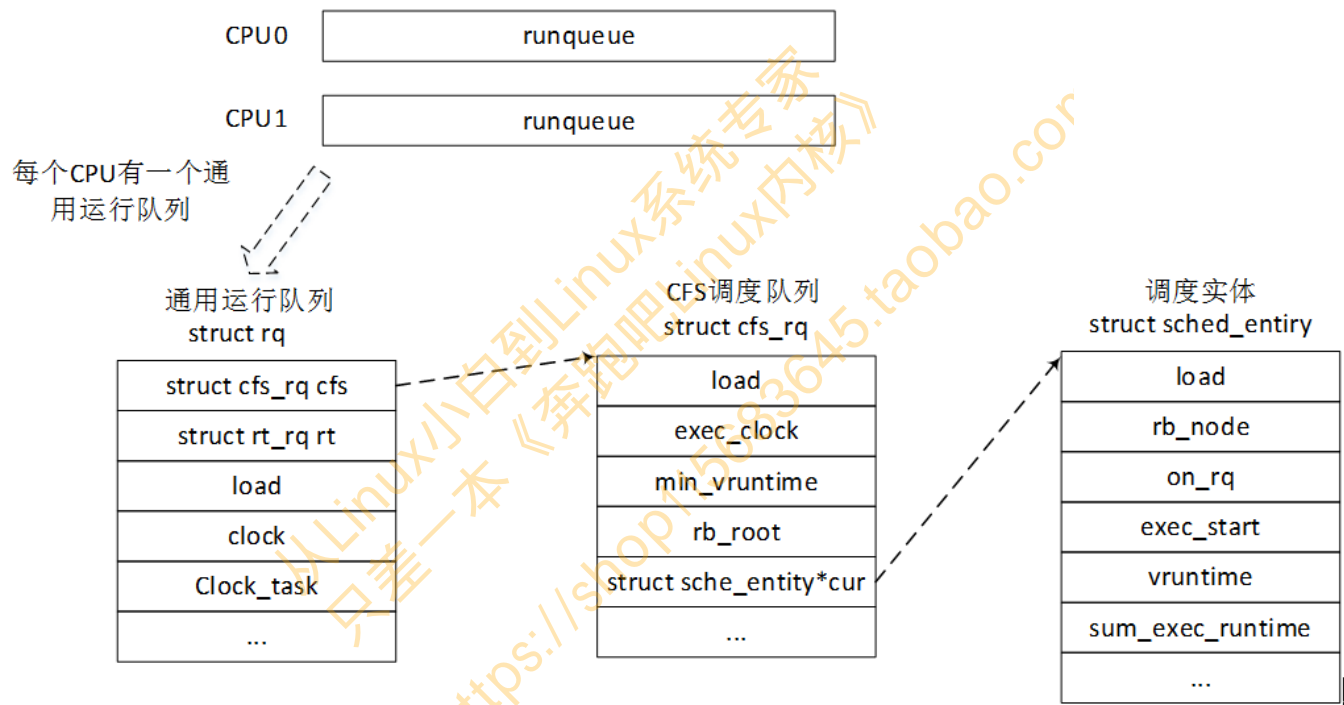 CPU0
runqueue
CPU1
runqueue
每个CPU有一个通
用运行队列
通用运行队列
struct rq
struct cfs_rq cfs
struct rt_rq rt
load
clock
Clock_task
...
CFS调度队列
struct cfs_rq
load
exec_clock
min_vruntime
rb_root
struct sche_entity*cur
...
调度实体
struct sched_entiry
load
rb_node
on_rq
exec_start
vruntime
sum_exec_runtime
...
从Linux小白到Linux系统专家
只差一本《奔跑吧Linux内核》
ttps://shop115683645.taobao.cor